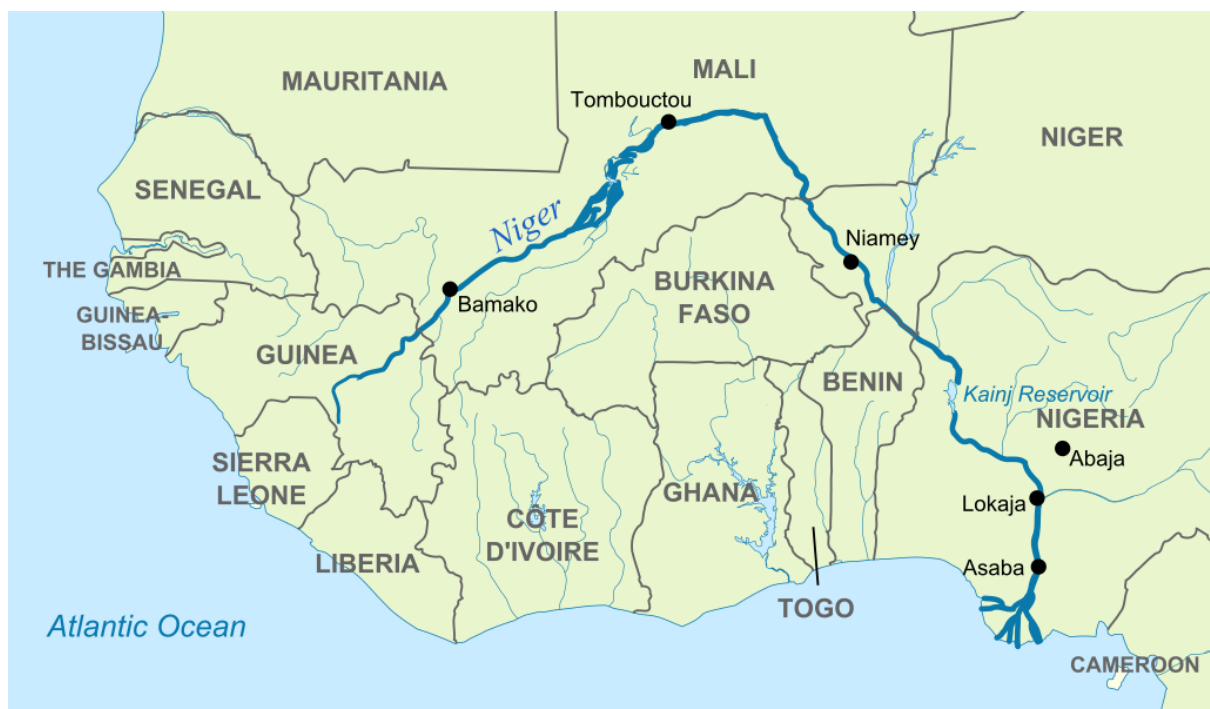 MAURITANIA
MALI
Tombouctou
NIGER
SENEGAL
Niger
THE GAMBIA
Niamey
GUINEA-
BISSAU
Bamako
BURKINA
FASO
GUINEA
BENIN
Kainj Reservoir
NIGERIA
Abaja
SIERRA
LEONE
GHANA
Lokaja
CÔTE
D'IVOIRE
LIBERIA
Asaba
TOGO
Atlantic Ocean
CAMEROON